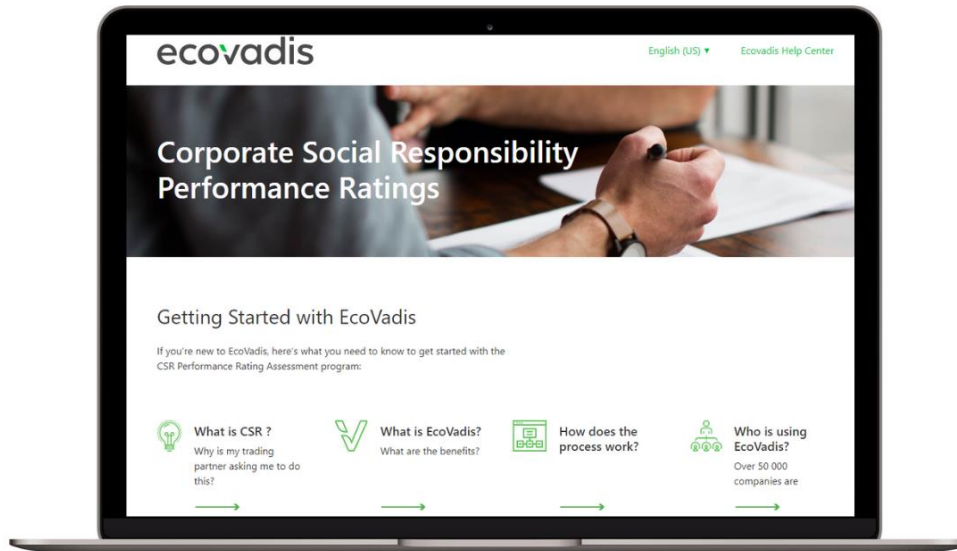 ecovadis
English (US) ▼
Ecovadis Help Center
Corporate Social Responsibility
Performance Ratings
Getting Started with EcoVadis
If you're new to EcoVadis, here's what you need to know to get started with the
CSR Performance Rating Assessment program:
What is CSR ?
Why is my trading
partner asking me to do
this?
What is EcoVadis?
What are the benefits?
How does the
process work?
Who is using
EcoVadis?
Over 50 000
companies are